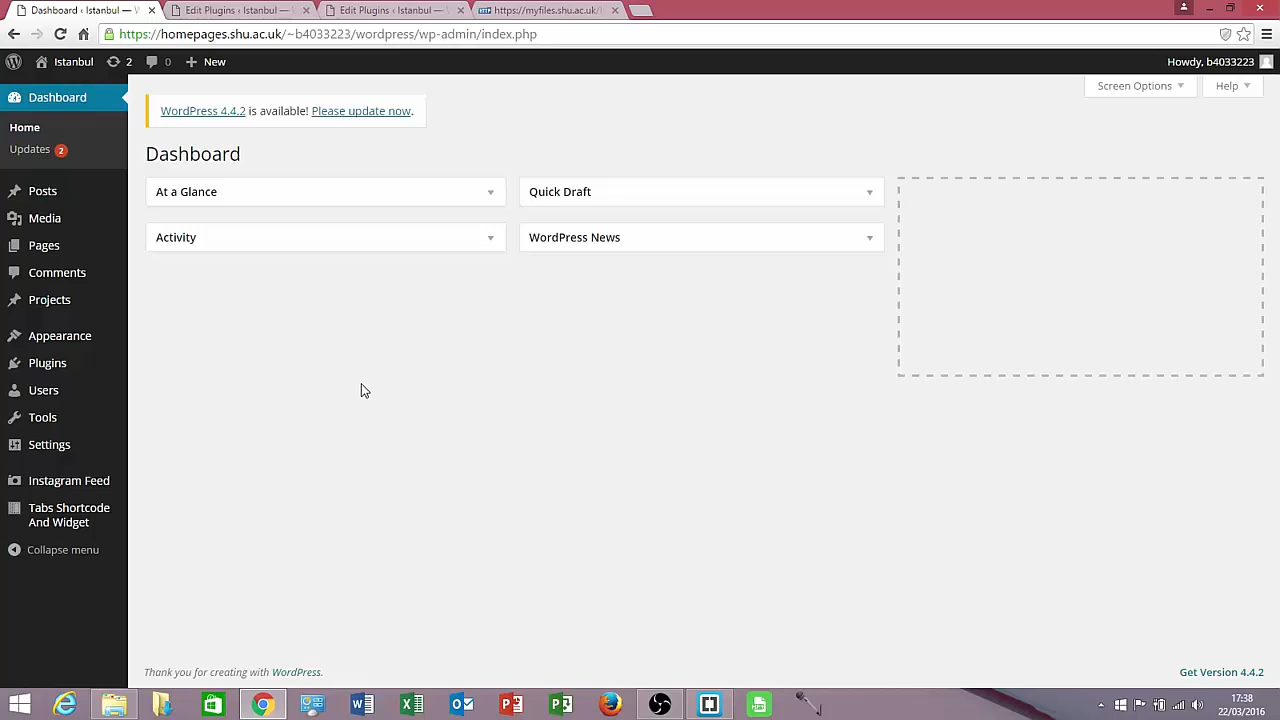 Dashboard ‹ Istanbul — W
Edit Plugins ‹ Istanbul —
Edit Plugins ‹ Istanbul —
https://myfiles.shu.ac.uk/
https://homepages.shu.ac.uk/~b4033223/wordpress/wp-admin/index.php
Istanbul
2
0
New
Howdy, b4033223
Dashboard
Home
Updates 2
Posts
Media
Pages
Comments
Projects
Appearance
Plugins
Users
Tools
Settings
Instagram Feed
Tabs Shortcode
And Widget
Collapse menu
Screen Options
Help
WordPress 4.4.2 is available! Please update now.
Dashboard
At a Glance
Quick Draft
Activity
WordPress News
Thank you for creating with WordPress.
Get Version 4.4.2
17:38
22/03/2016